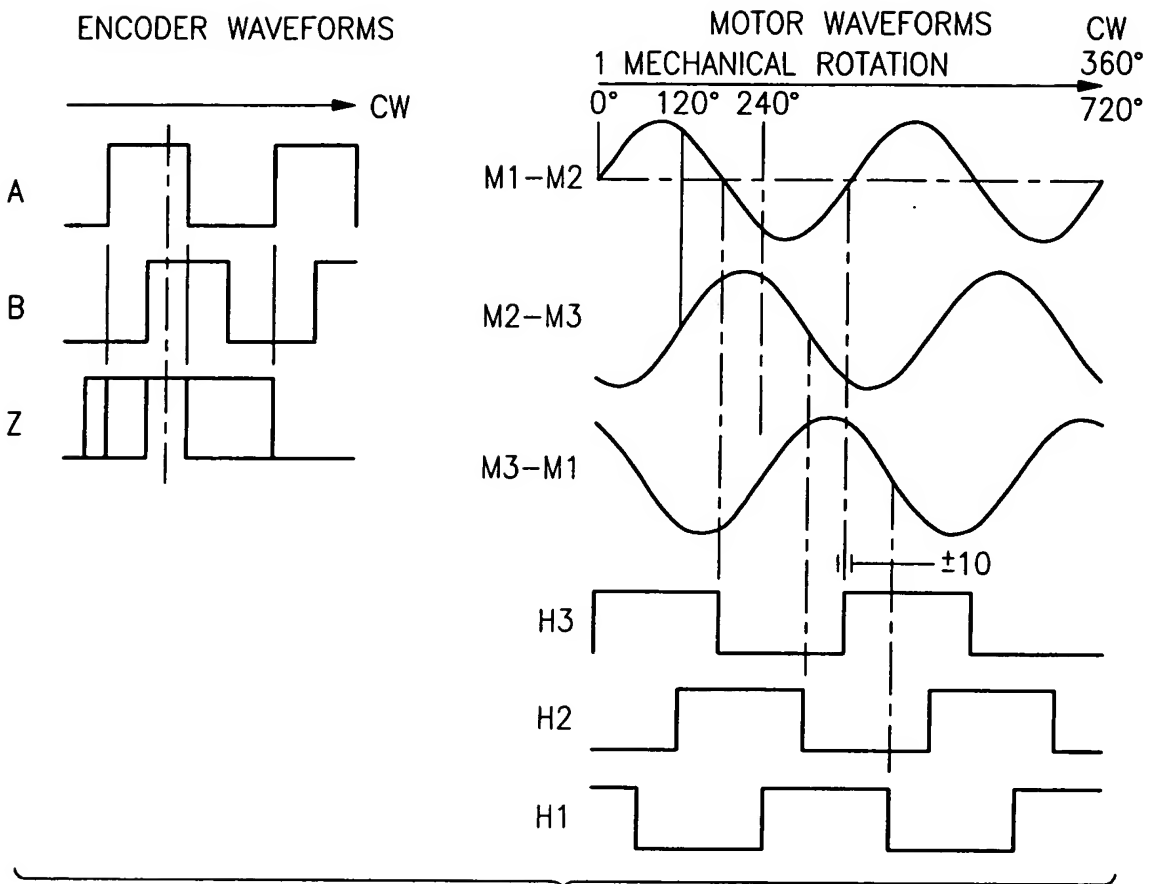 ENCODER WAVEFORMS
CW
A
B
Z
MOTOR WAVEFORMS
CW
1 MECHANICAL ROTATION
360°
0° 120° 240°
720°
M1-M2
M2-M3
M3-M1
±10
H3
H2
H1